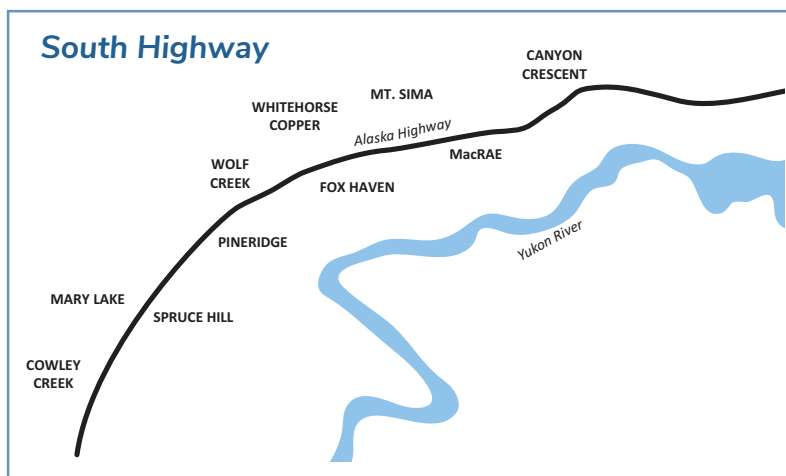 South Highway
CANYON
CRESCENT
MT. SIMA
WHITEHORSE
COPPER
Alaska Highway
MacRAE
WOLF
CREEK
FOX HAVEN
Yukon River
PINERIDGE
MARY LAKE
SPRUCE HILL
COWLEY
CREEK